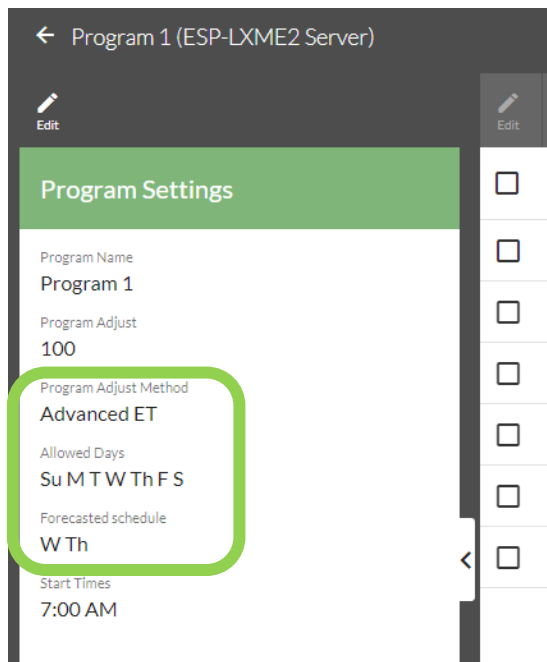 Program 1 (ESP-LXME2 Server)
Edit
Edit
Program Settings
Program Name
Program 1
Program Adjust
100
Program Adjust Method
Advanced ET
Allowed Days
Su M T W Th F S
Forecasted schedule
W Th
Start Times
7:00 AM